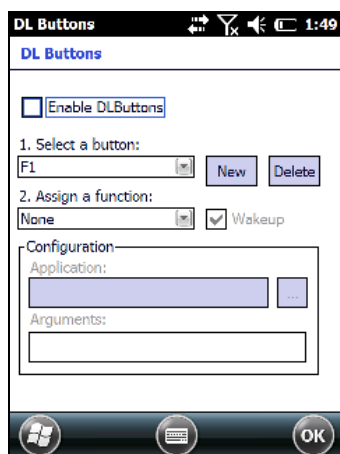 DL Buttons 1:49
DL Buttons
Enable DLButtons
1. Select a button:
F1 New Delete
2. Assign a function:
None Wakeup
Configuration
Application:
...
Arguments:
OK